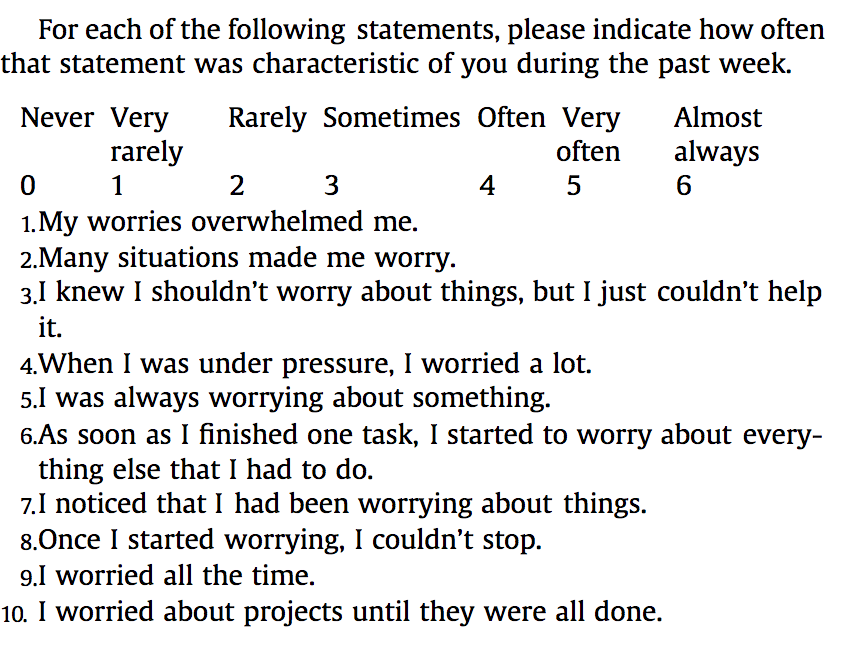 For each of the following statements, please indicate how often
that statement was characteristic of you during the past week.
Never Very Rarely Sometimes Often Very Almost
rarely often always
0 1 2 3 4 5 6
1.My worries overwhelmed me.
2.Many situations made me worry.
3.I knew I shouldn’t worry about things, but I just couldn’t help
it.
4.When I was under pressure, I worried a lot.
5.I was always worrying about something.
6.As soon as I finished one task, I started to worry about every-
thing else that I had to do.
7.I noticed that I had been worrying about things.
8.Once I started worrying, I couldn’t stop.
9.I worried all the time.
10. I worried about projects until they were all done.